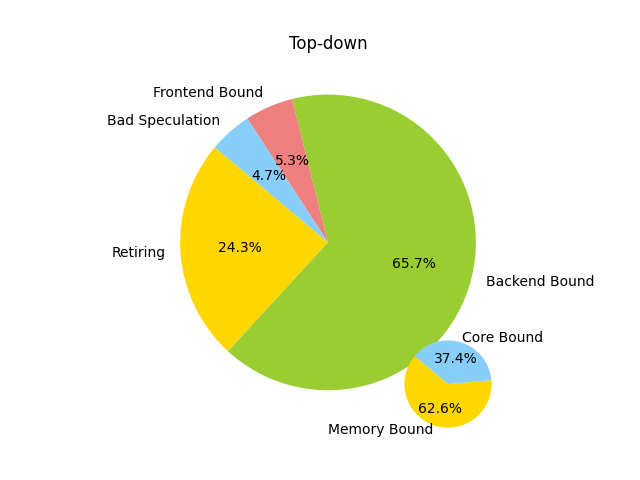 Top-down
Frontend Bound
Bad Speculation
5.3%
4.7%
Retiring
24.3%
65.7%
Backend Bound
Core Bound
37.4%
62.6%
Memory Bound